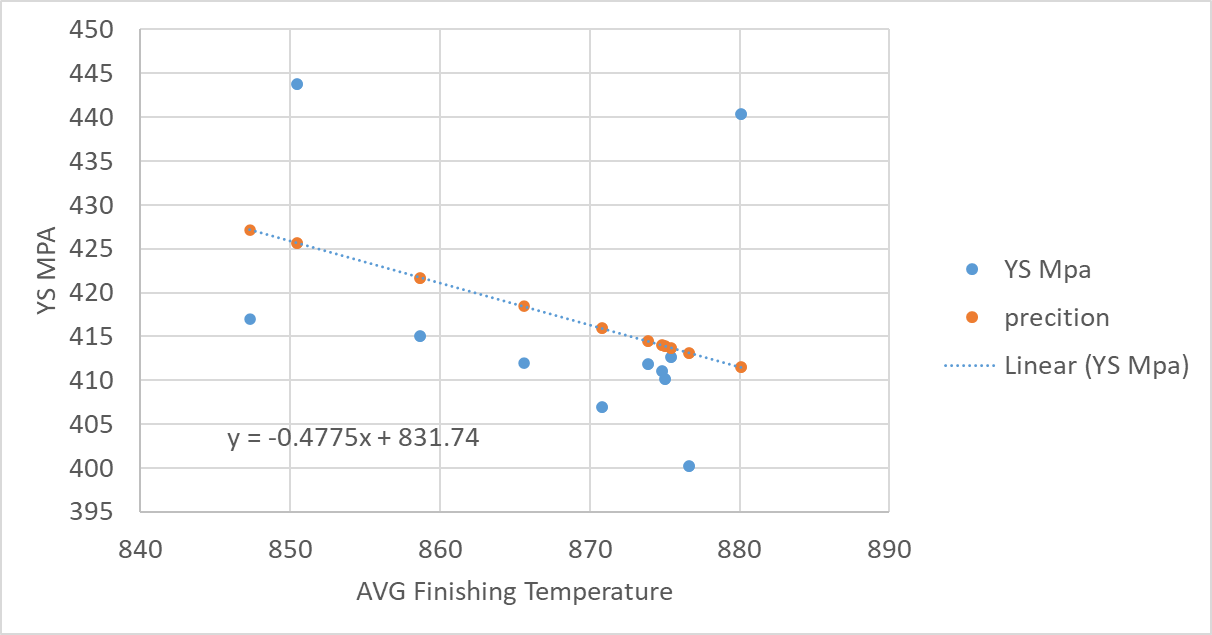 450
445
440
435
430
425
420
415
410
405
400
395
YS MPA
y = -0.4775x + 831.74
840 850 860 870 880 890
AVG Finishing Temperature
YS Mpa
precition
Linear (YS Mpa)